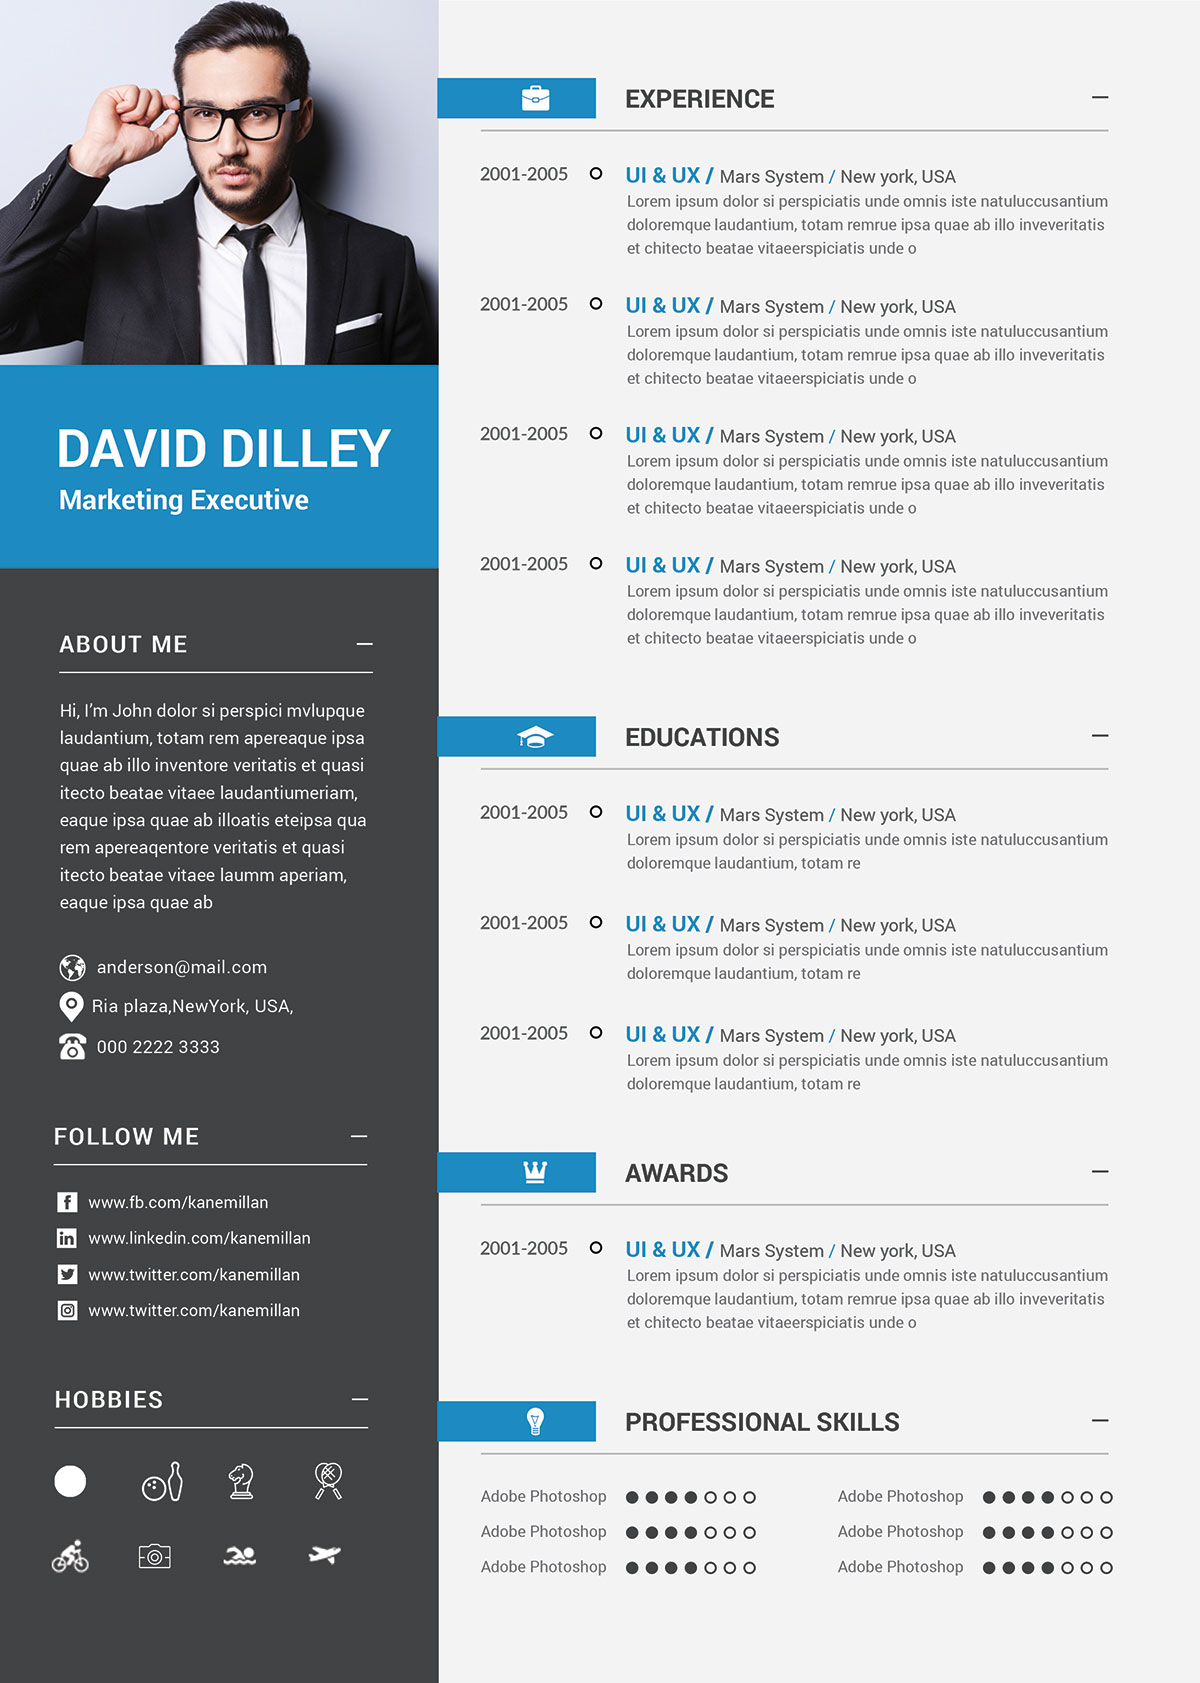 DAVID DILLEY
Marketing Executive
ABOUT ME
Hi, I'm John dolor si perspici mvlupque
laudantium, totam rem apereaque ipsa
quae ab illo inventore veritatis et quasi
itecto beatae vitaee laudantiumeriam,
eaque ipsa quae ab illoatis eteipsa qua
rem apereaqentore veritatis et quasi
itecto beatae vitaee laumm aperiam,
eaque ipsa quae ab
anderson@mail.com
Ria plaza,NewYork, USA,
000 2222 3333
FOLLOW ME
www.fb.com/kanemillan
www.linkedin.com/kanemillan
www.twitter.com/kanemillan
www.twitter.com/kanemillan
HOBBIES
EXPERIENCE
2001-2005 UI & UX / Mars System / New york, USA
Lorem ipsum dolor si perspiciatis unde omnis iste natuluccusantium
doloremque laudantium, totam remrue ipsa quae ab illo inveveritatis
et chitecto beatae vitaeerspiciatis unde o
2001-2005 UI & UX / Mars System / New york, USA
Lorem ipsum dolor si perspiciatis unde omnis iste natuluccusantium
doloremque laudantium, totam remrue ipsa quae ab illo inveveritatis
et chitecto beatae vitaeerspiciatis unde o
2001-2005 UI & UX / Mars System / New york, USA
Lorem ipsum dolor si perspiciatis unde omnis iste natuluccusantium
doloremque laudantium, totam remrue ipsa quae ab illo inveveritatis
et chitecto beatae vitaeerspiciatis unde o
2001-2005 UI & UX / Mars System / New york, USA
Lorem ipsum dolor si perspiciatis unde omnis iste natuluccusantium
doloremque laudantium, totam remrue ipsa quae ab illo inveveritatis
et chitecto beatae vitaeerspiciatis unde o
EDUCATIONS
2001-2005 UI & UX / Mars System / New york, USA
Lorem ipsum dolor si perspiciatis unde omnis iste natuluccusantium
doloremque laudantium, totam re
2001-2005 UI & UX / Mars System / New york, USA
Lorem ipsum dolor si perspiciatis unde omnis iste natuluccusantium
doloremque laudantium, totam re
2001-2005 UI & UX / Mars System / New york, USA
Lorem ipsum dolor si perspiciatis unde omnis iste natuluccusantium
doloremque laudantium, totam re
AWARDS
2001-2005 UI & UX / Mars System / New york, USA
Lorem ipsum dolor si perspiciatis unde omnis iste natuluccusantium
doloremque laudantium, totam remrue ipsa quae ab illo inveveritatis
et chitecto beatae vitaeerspiciatis unde o
PROFESSIONAL SKILLS
Adobe Photoshop Adobe Photoshop
Adobe Photoshop Adobe Photoshop
Adobe Photoshop Adobe Photoshop